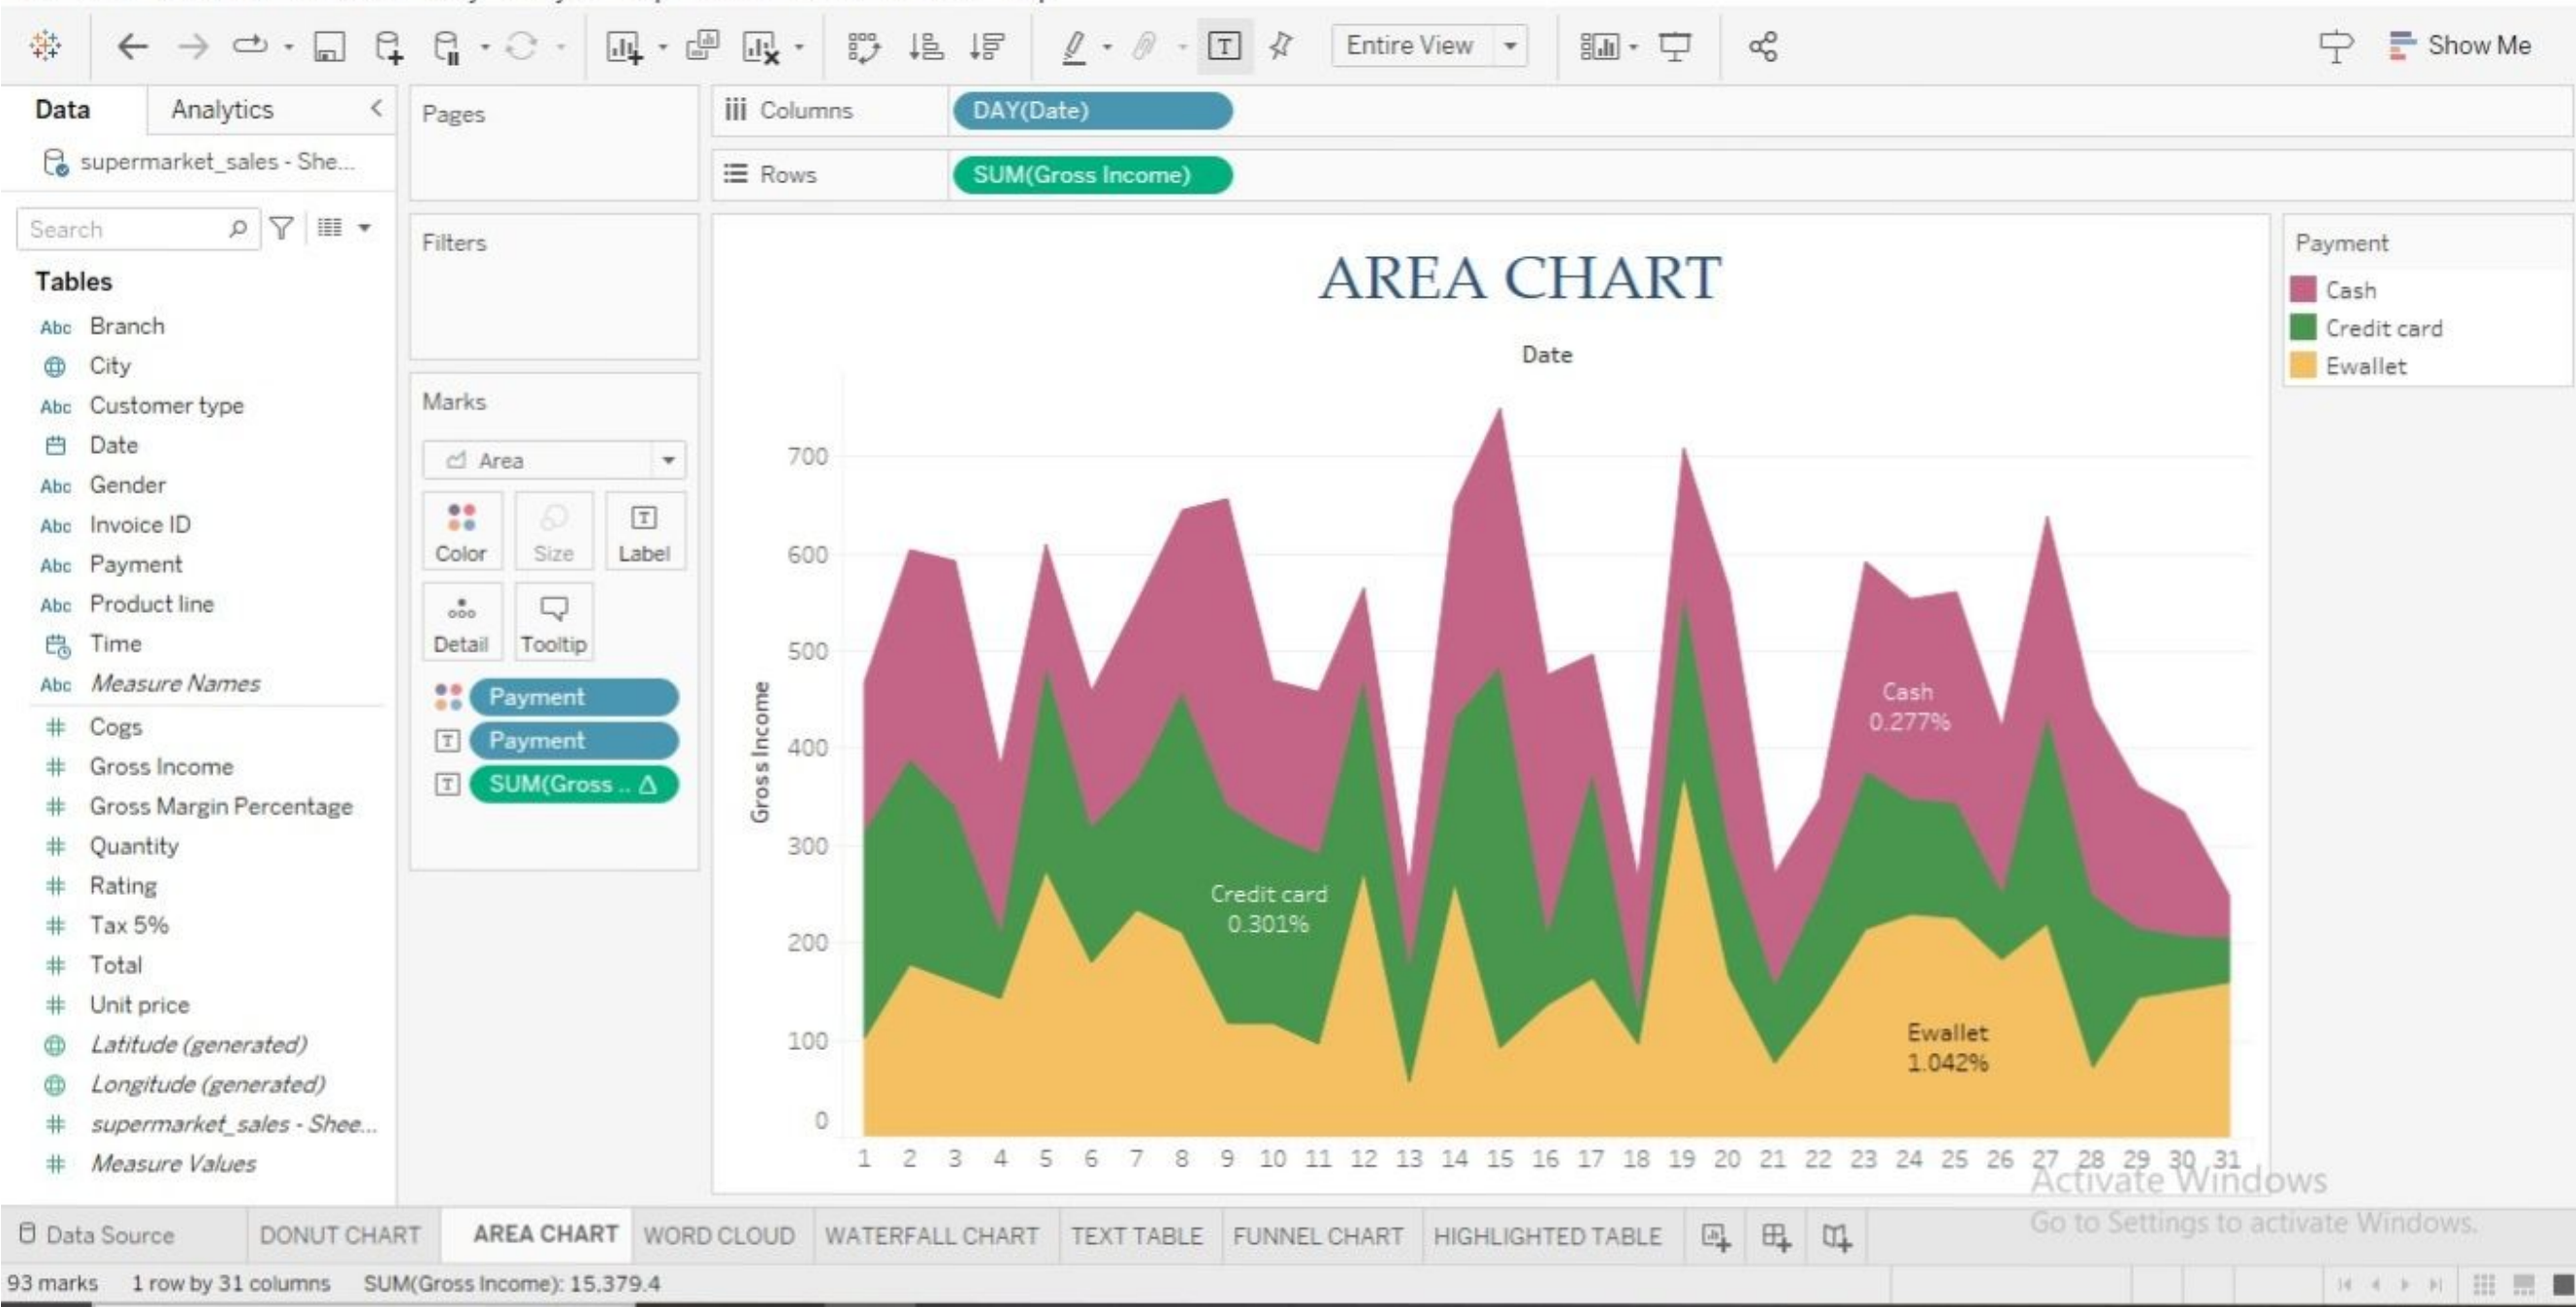 Entire View
Show Me
Data
Analytics
supermarket_sales - She...
Search
Tables
Abc Branch
City
Abc Customer type
Date
Abc Gender
Abc Invoice ID
Abc Payment
Abc Product line
Time
Abc Measure Names
# Cogs
# Gross Income
# Gross Margin Percentage
# Quantity
# Rating
# Tax 5%
# Total
# Unit price
Latitude (generated)
Longitude (generated)
# supermarket_sales - Shee...
# Measure Values
Pages
Filters
Marks
Area
Color
Size
Label
Detail
Tooltip
Payment
Payment
SUM(Gross .. Δ
Columns
DAY(Date)
Rows
SUM(Gross Income)
AREA CHART
Date
Gross Income
700
600
500
400
300
200
100
0
Cash
0.277%
Credit card
0.301%
Ewallet
1.042%
1 2 3 4 5 6 7 8 9 10 11 12 13 14 15 16 17 18 19 20 21 22 23 24 25 26 27 28 29 30 31
Payment
Cash
Credit card
Ewallet
Activate Windows
Go to Settings to activate Windows.
Data Source
DONUT CHART
AREA CHART
WORD CLOUD
WATERFALL CHART
TEXT TABLE
FUNNEL CHART
HIGHLIGHTED TABLE
93 marks
1 row by 31 columns
SUM(Gross Income): 15,379.4